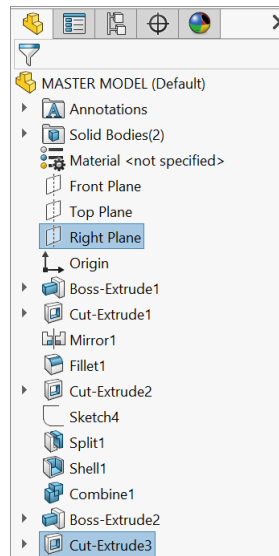 MASTER MODEL (Default)
Annotations
Solid Bodies(2)
Material <not specified>
Front Plane
Top Plane
Right Plane
Origin
Boss-Extrude1
Cut-Extrude1
Mirror1
Fillet1
Cut-Extrude2
Sketch4
Split1
Shell1
Combine1
Boss-Extrude2
Cut-Extrude3